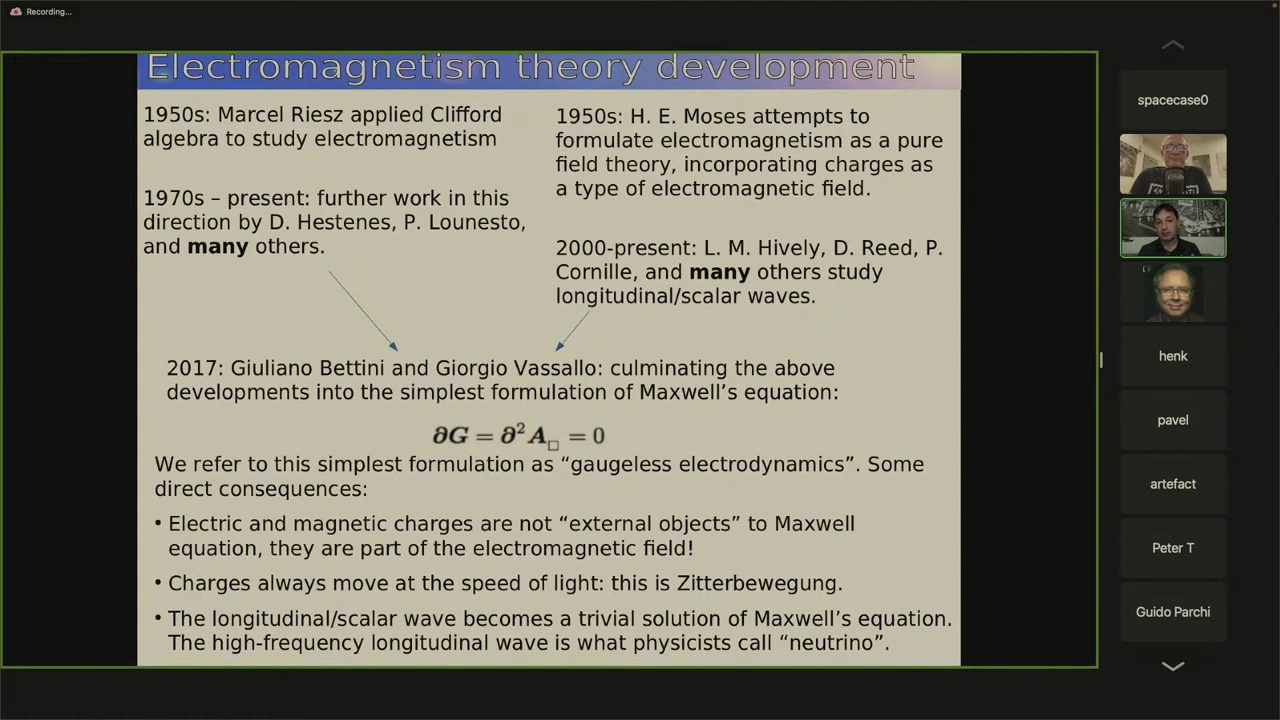 Recording...
Electromagnetism theory development
1950s: Marcel Riesz applied Clifford
algebra to study electromagnetism
1970s – present: further work in this
direction by D. Hestenes, P. Lounesto,
and many others.
1950s: H. E. Moses attempts to
formulate electromagnetism as a pure
field theory, incorporating charges as
a type of electromagnetic field.
2000-present: L. M. Hively, D. Reed, P.
Cornille, and many others study
longitudinal/scalar waves.
2017: Giuliano Bettini and Giorgio Vassallo: culminating the above
developments into the simplest formulation of Maxwell's equation:
∂G = ∂²A□ = 0
We refer to this simplest formulation as “gaugeless electrodynamics”. Some
direct consequences:
• Electric and magnetic charges are not “external objects” to Maxwell
equation, they are part of the electromagnetic field!
• Charges always move at the speed of light: this is Zitterbewegung.
• The longitudinal/scalar wave becomes a trivial solution of Maxwell’s equation.
The high-frequency longitudinal wave is what physicists call “neutrino”.
spacecase0
henk
pavel
artefact
Peter T
Guido Parchi